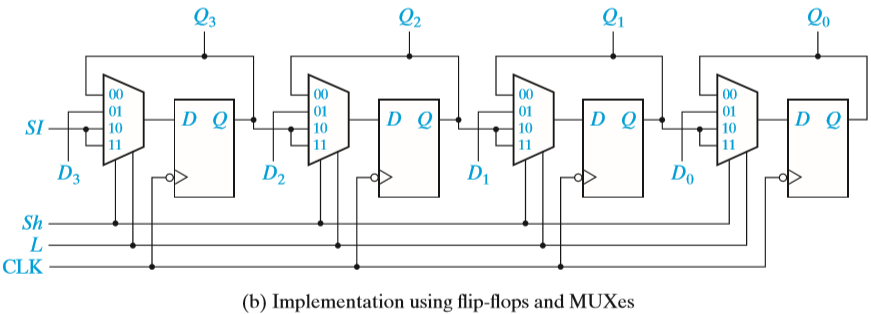 Q3 Q2 Q1 Q0
00 00 00 00
01 01 01 01
D Q D Q D Q D Q
SI 10 10 10 10
11 11 11 11
D3 D2 D1 D0
Sh
L
CLK
(b) Implementation using flip-flops and MUXes